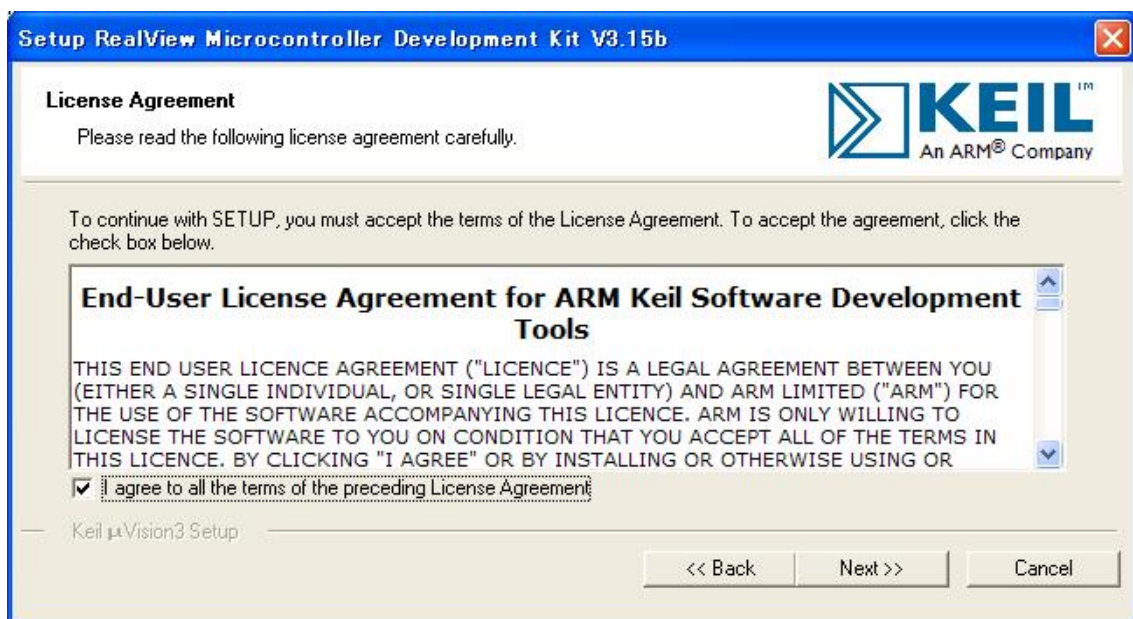 Setup RealView Microcontroller Development Kit V3.15b
License Agreement
Please read the following license agreement carefully.
KEIL™
An ARM® Company
To continue with SETUP, you must accept the terms of the License Agreement. To accept the agreement, click the
check box below.
End-User License Agreement for ARM Keil Software Development
Tools
THIS END USER LICENCE AGREEMENT ("LICENCE") IS A LEGAL AGREEMENT BETWEEN YOU
(EITHER A SINGLE INDIVIDUAL, OR SINGLE LEGAL ENTITY) AND ARM LIMITED ("ARM") FOR
THE USE OF THE SOFTWARE ACCOMPANYING THIS LICENCE. ARM IS ONLY WILLING TO
LICENSE THE SOFTWARE TO YOU ON CONDITION THAT YOU ACCEPT ALL OF THE TERMS IN
THIS LICENCE. BY CLICKING "I AGREE" OR BY INSTALLING OR OTHERWISE USING OR
I agree to all the terms of the preceding License Agreement
Keil µVision3 Setup
<< Back
Next >>
Cancel